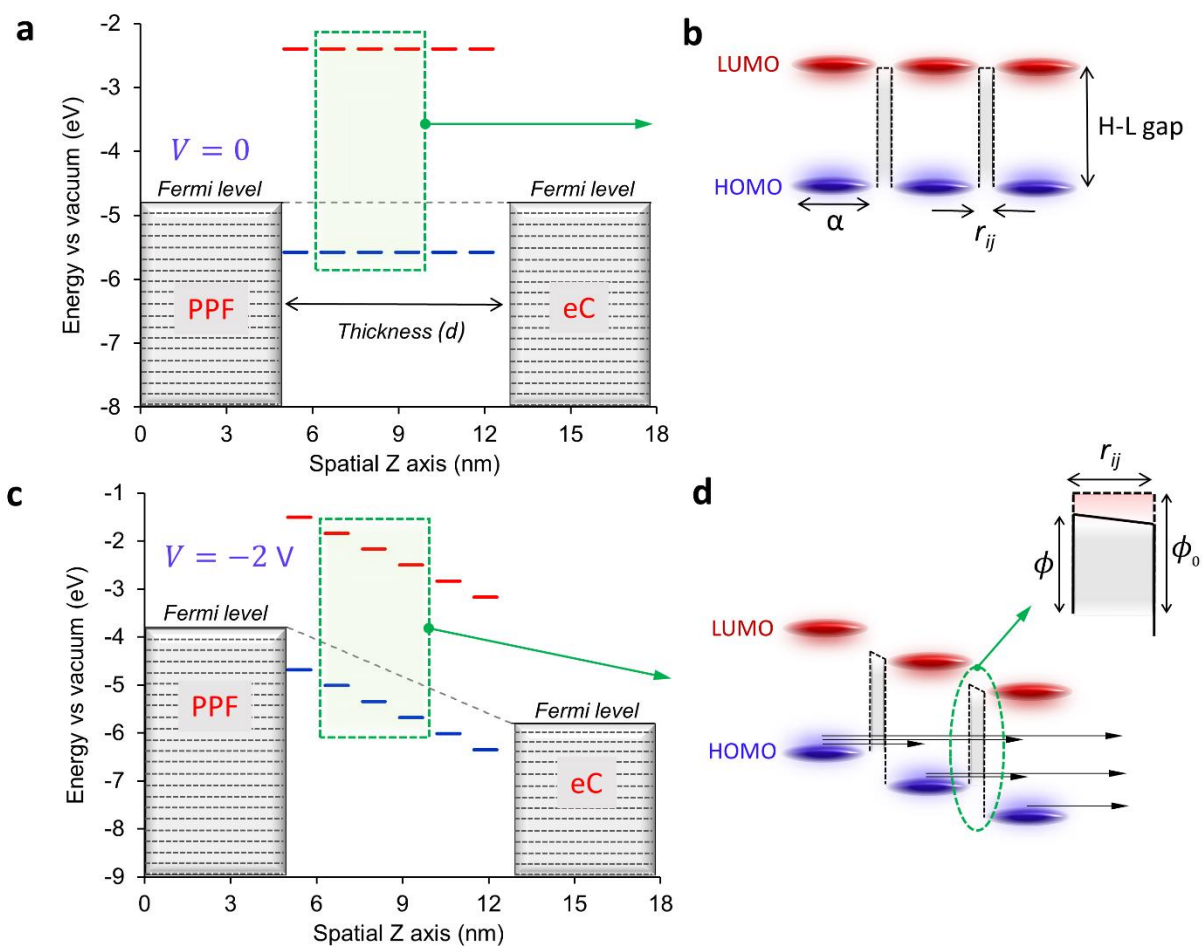 a
-2
-3
-4
-5
-6
-7
-8
Energy vs vacuum (eV)
V = 0
Fermi level
Fermi level
PPF
eC
Thickness (d)
0 3 6 9 12 15 18
Spatial Z axis (nm)
b
LUMO
HOMO
H-L gap
α
rij
c
-1
-2
-3
-4
-5
-6
-7
-8
-9
Energy vs vacuum (eV)
V = −2 V
Fermi level
Fermi level
PPF
eC
0 3 6 9 12 15 18
Spatial Z axis (nm)
d
rij
ϕ
ϕ0
LUMO
HOMO